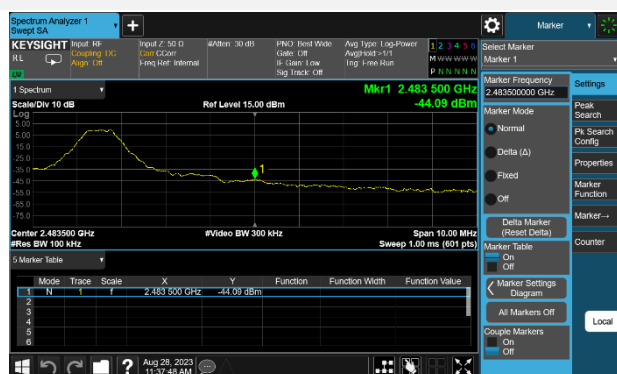 Spectrum Analyzer 1
Swept SA
+
Marker
KEYSIGHT Input: RF Input Z: 50 Ω #Atten: 30 dB PNO: Best Wide Avg Type: Log-Power 1 2 3 4 5 6
RL Coupling: DC Corr CCorr Gate: Off Avg|Hold:>1/1 M W W W W W
Align: Off Freq Ref: Internal IF Gain: Low Trig: Free Run
Sig Track: Off P N N N N N
Select Marker
Marker 1
1 Spectrum
Mkr1 2.483 500 GHz
Scale/Div 10 dB Ref Level 15.00 dBm -44.09 dBm
Log
5.00
-5.00
-15.0
-25.0
-35.0
-45.0
-55.0
-65.0
-75.0
1
Center 2.483500 GHz #Video BW 300 kHz Span 10.00 MHz
#Res BW 100 kHz Sweep 1.00 ms (601 pts)
5 Marker Table
Mode Trace Scale X Y Function Function Width Function Value
1 N 1 f 2.483 500 GHz -44.09 dBm
2
3
4
5
6
Marker Frequency
2.483500000 GHz
Marker Mode
Normal
Delta (Δ)
Fixed
Off
Delta Marker
(Reset Delta)
Marker Table
On
Off
Marker Settings
Diagram
All Markers Off
Couple Markers
On
Off
Settings
Peak
Search
Pk Search
Config
Properties
Marker
Function
Marker→
Counter
Local
?
Aug 28, 2023
11:37:48 AM